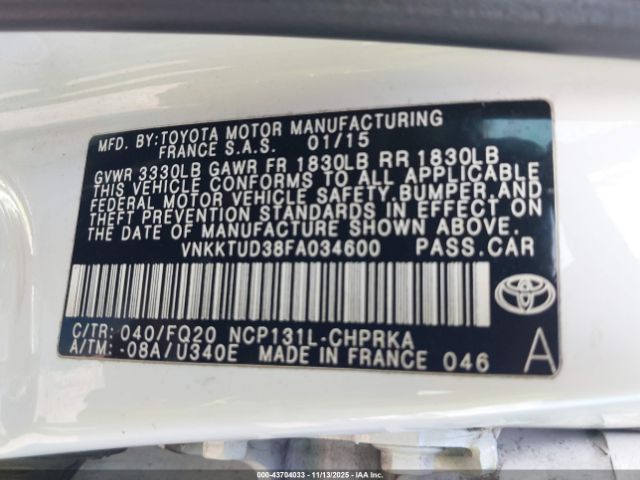 MFD. BY:TOYOTA MOTOR MANUFACTURING
FRANCE S.A.S. 01/15
GVWR 3330LB GAWR FR 1830LB RR 1830LB
THIS VEHICLE CONFORMS TO ALL APPLICABLE
FEDERAL MOTOR VEHICLE SAFETY, BUMPER, AND
THEFT PREVENTION STANDARDS IN EFFECT ON
THE DATE OF MANUFACTURE SHOWN ABOVE.
VNKKTUD38FA034600 PASS.CAR
C/TR: 040/FQ20 NCP131L-CHPRKA
A/TM: -08A/U340E MADE IN FRANCE 046
TOYOTA
A
000-43704033 — 11/13/2025 — IAAI.COM